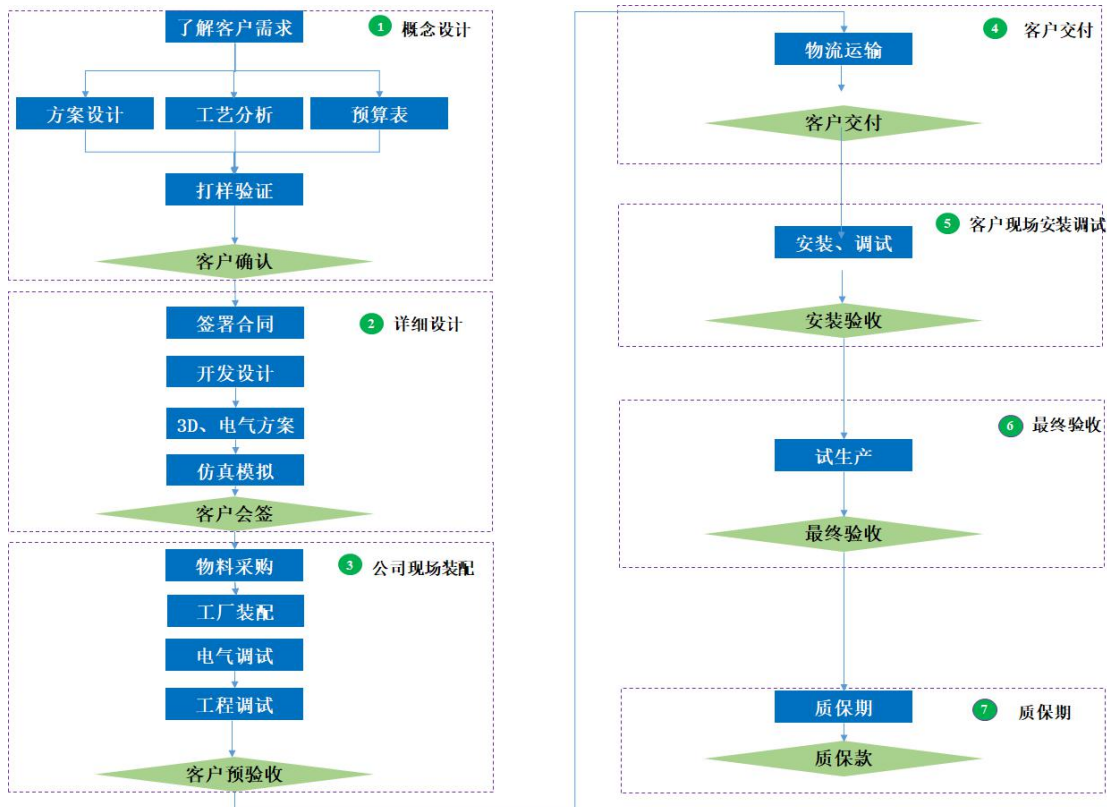 了解客户需求
1 概念设计
方案设计
工艺分析
预算表
打样验证
客户确认
签署合同
2 详细设计
开发设计
3D、电气方案
仿真模拟
客户会签
物料采购
3 公司现场装配
工厂装配
电气调试
工程调试
客户预验收
4 客户交付
物流运输
客户交付
5 客户现场安装调试
安装、调试
安装验收
6 最终验收
试生产
最终验收
质保期
7 质保期
质保款